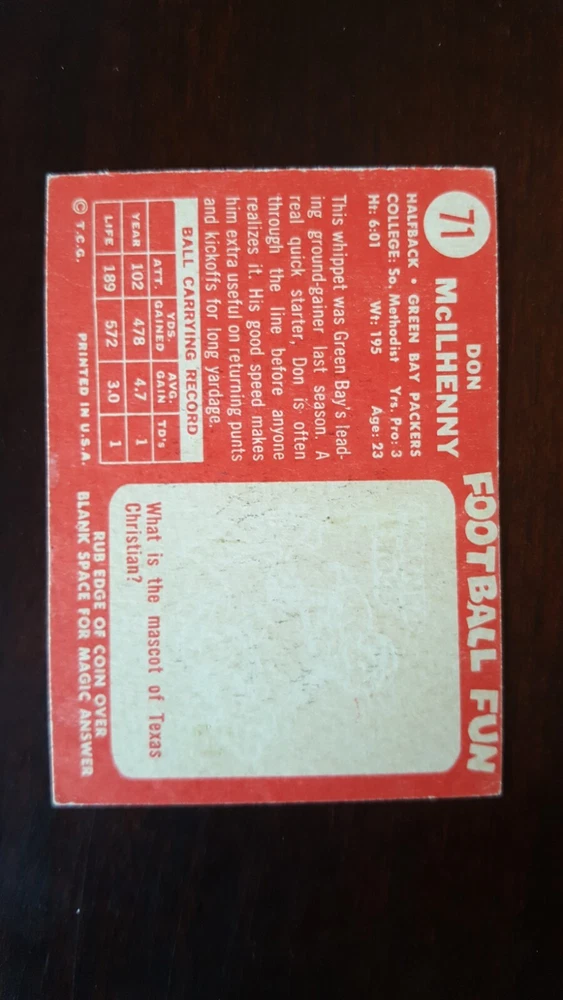 71
DON
McILHENNY
HALFBACK • GREEN BAY PACKERS
COLLEGE: So. Methodist Yrs. Pro: 3
Ht: 6:01 Wt: 195 Age: 23
This whippet was Green Bay's lead-
ing ground-gainer last season. A
real quick starter, Don is often
through the line before anyone
realizes it. His good speed makes
him extra useful on returning punts
and kickoffs for long yardage.
BALL CARRYING RECORD
ATT. YDS. GAINED AVG. GAIN TD's
YEAR 102 478 4.7 1
LIFE 189 572 3.0 1
© T.C.G. PRINTED IN U.S.A.
FOOTBALL FUN
What is the mascot of Texas
Christian?
RUB EDGE OF COIN OVER
BLANK SPACE FOR MAGIC ANSWER